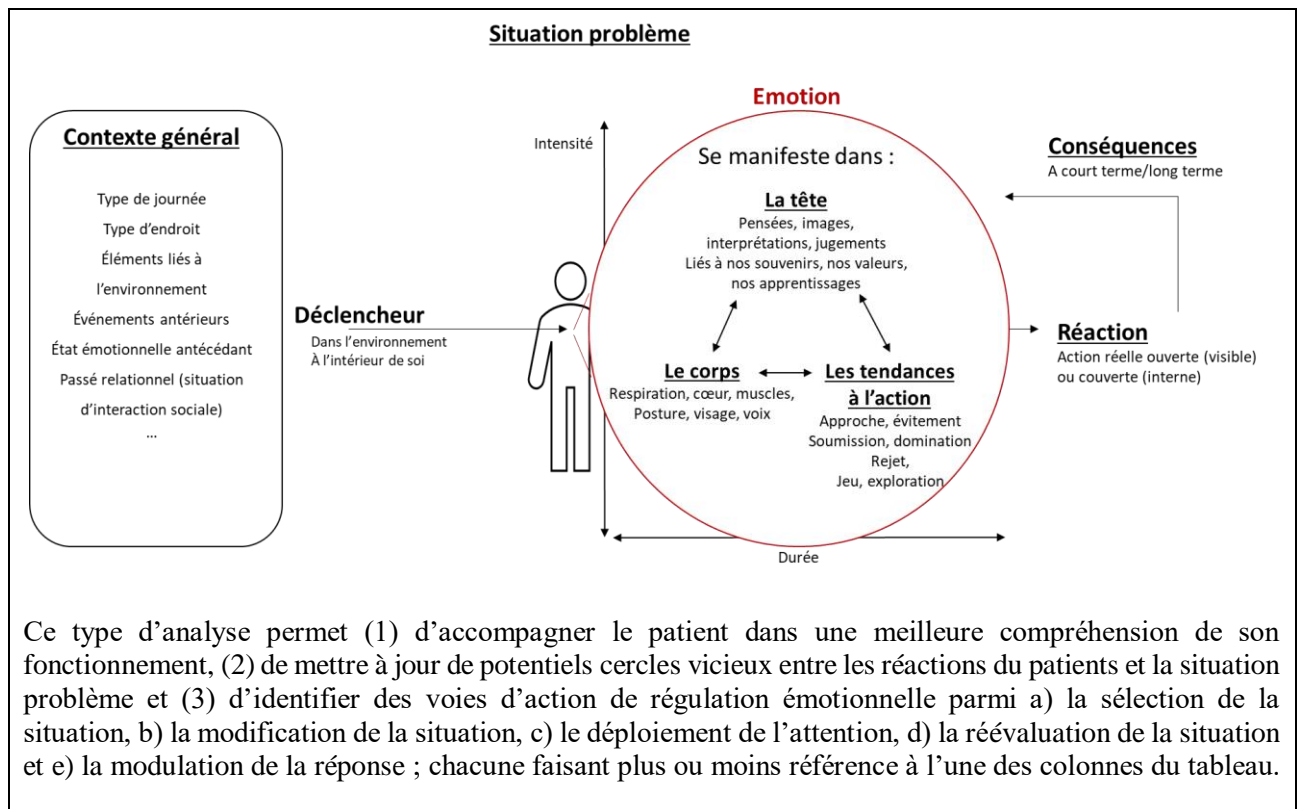 Situation problème
Contexte général
Type de journée
Type d'endroit
Éléments liés à
l'environnement
Événements antérieurs
État émotionnelle antécédant
Passé relationnel (situation
d'interaction sociale)
…
Déclencheur
Dans l'environnement
À l'intérieur de soi
Intensité
Emotion
Se manifeste dans :
La tête
Pensées, images,
interprétations, jugements
Liés à nos souvenirs, nos valeurs,
nos apprentissages
Le corps
Respiration, cœur, muscles,
Posture, visage, voix
Les tendances
à l'action
Approche, évitement
Soumission, domination
Rejet,
Jeu, exploration
Durée
Conséquences
A court terme/long terme
Réaction
Action réelle ouverte (visible)
ou couverte (interne)
Ce type d'analyse permet (1) d'accompagner le patient dans une meilleure compréhension de son
fonctionnement, (2) de mettre à jour de potentiels cercles vicieux entre les réactions du patients et la situation
problème et (3) d'identifier des voies d'action de régulation émotionnelle parmi a) la sélection de la
situation, b) la modification de la situation, c) le déploiement de l'attention, d) la réévaluation de la situation
et e) la modulation de la réponse ; chacune faisant plus ou moins référence à l'une des colonnes du tableau.